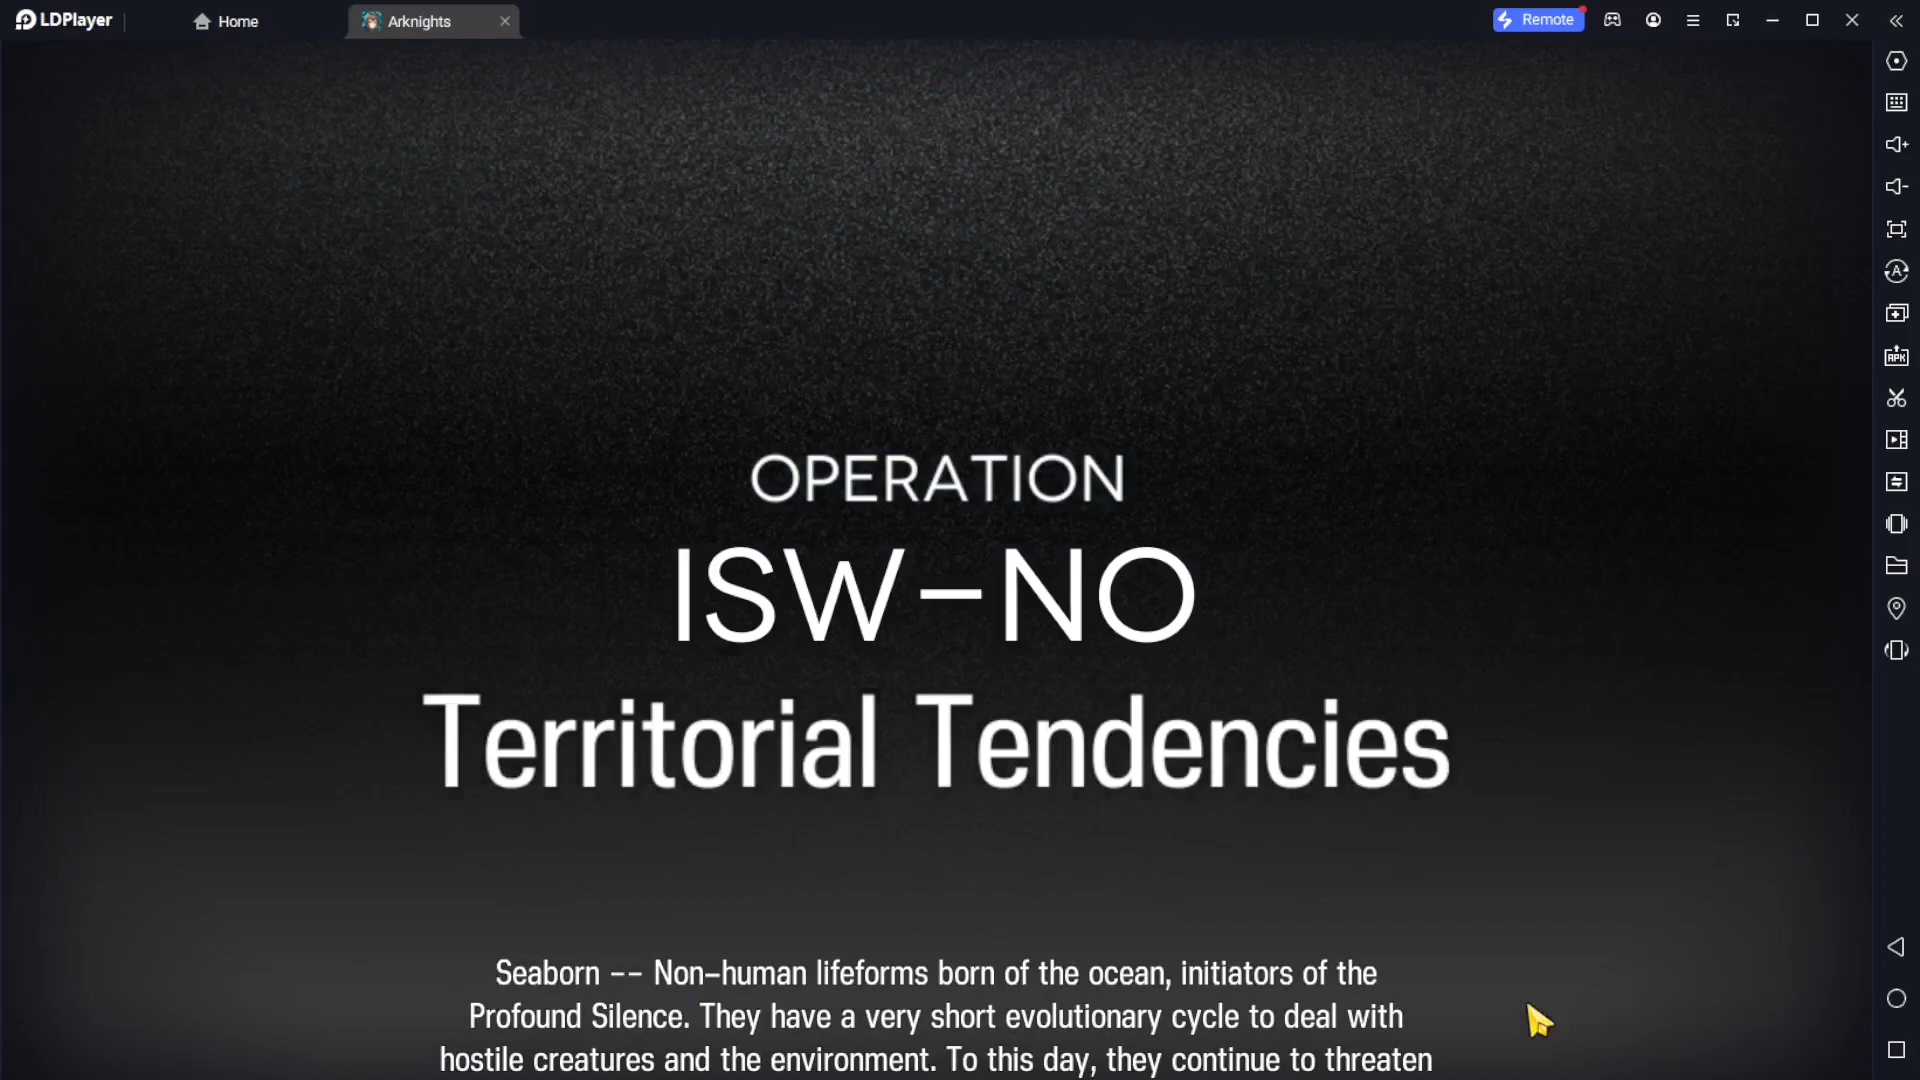 LDPlayer
Home
Arknights
Remote
APK
OPERATION
ISW-NO
Territorial Tendencies
Seaborn -- Non-human lifeforms born of the ocean, initiators of the
Profound Silence. They have a very short evolutionary cycle to deal with
hostile creatures and the environment. To this day, they continue to threaten